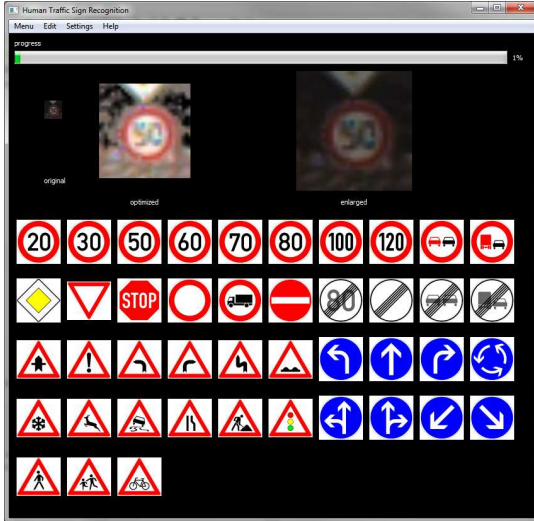 Human Traffic Sign Recognition
Menu Edit Settings Help
progress
1%
original
optimized
enlarged
20 30 50 60 70 80 100 120
STOP 80